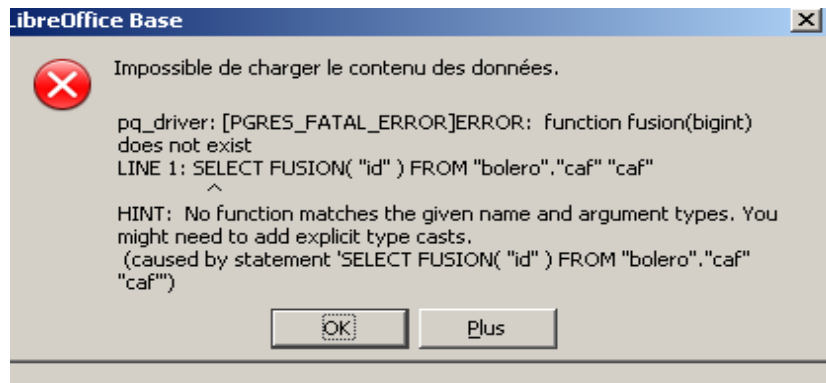 LibreOffice Base
Impossible de charger le contenu des données.
pq_driver: [PGRES_FATAL_ERROR]ERROR:  function fusion(bigint)
does not exist
LINE 1: SELECT FUSION( "id" ) FROM "bolero"."caf" "caf"
^
HINT:  No function matches the given name and argument types. You
might need to add explicit type casts.
(caused by statement 'SELECT FUSION( "id" ) FROM "bolero"."caf"
"caf"')
OK
Plus